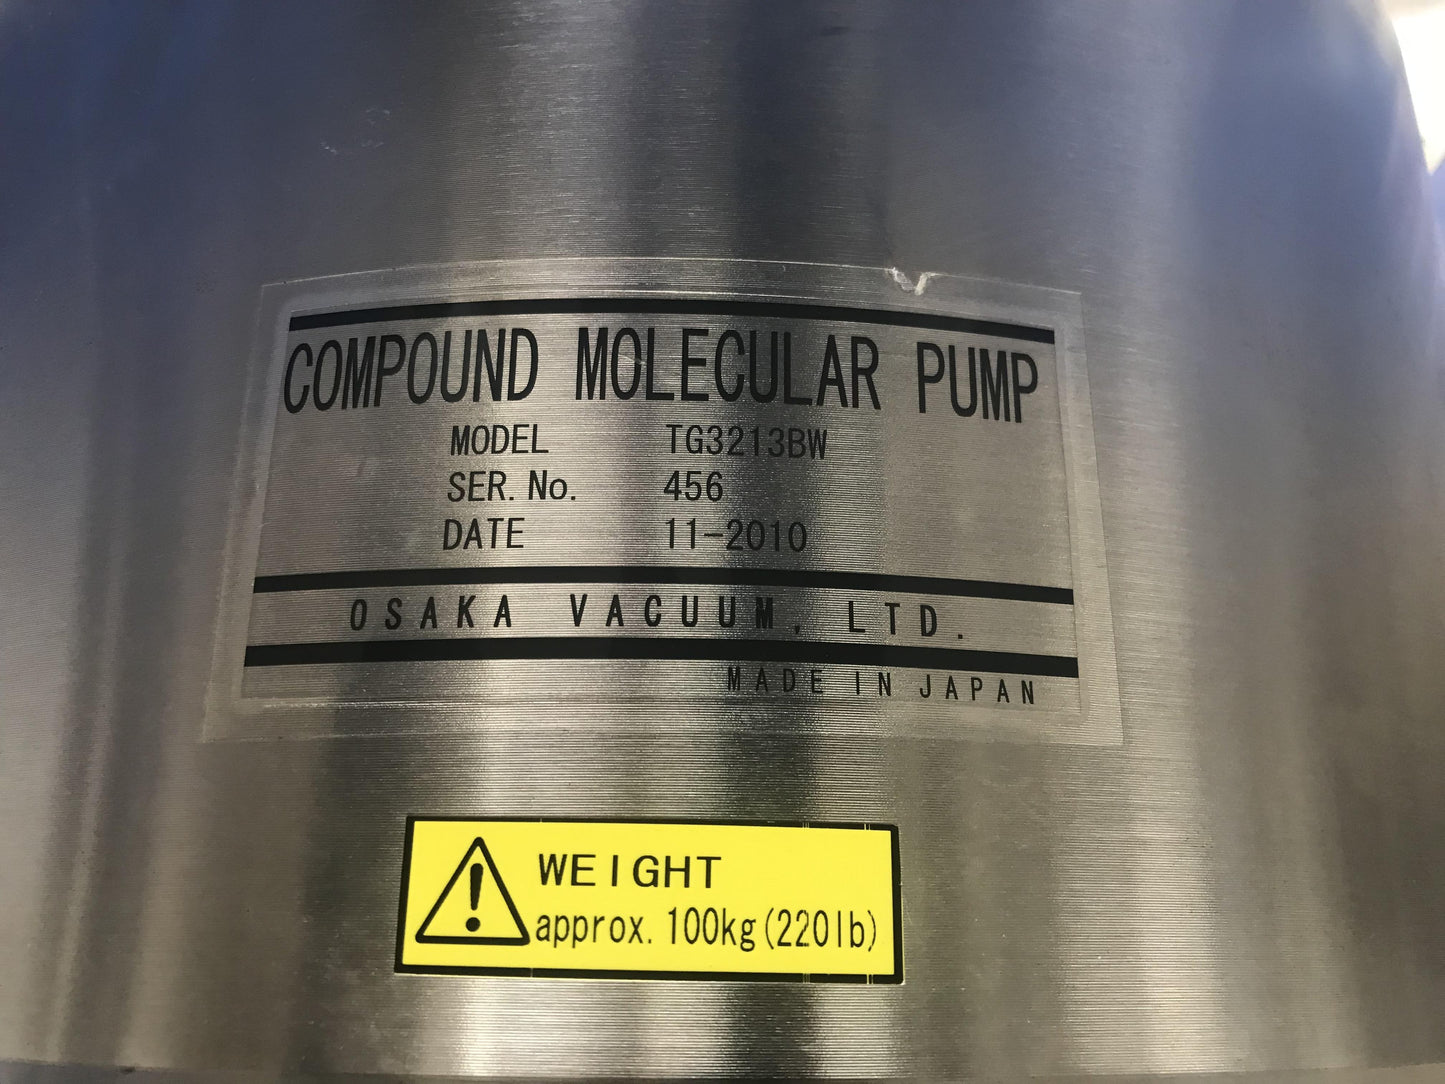 COMPOUND MOLECULAR PUMP
MODEL TG3213BW
SER. No. 456
DATE 11-2010
OSAKA VACUUM, LTD.
MADE IN JAPAN
WEIGHT
approx. 100kg (220lb)